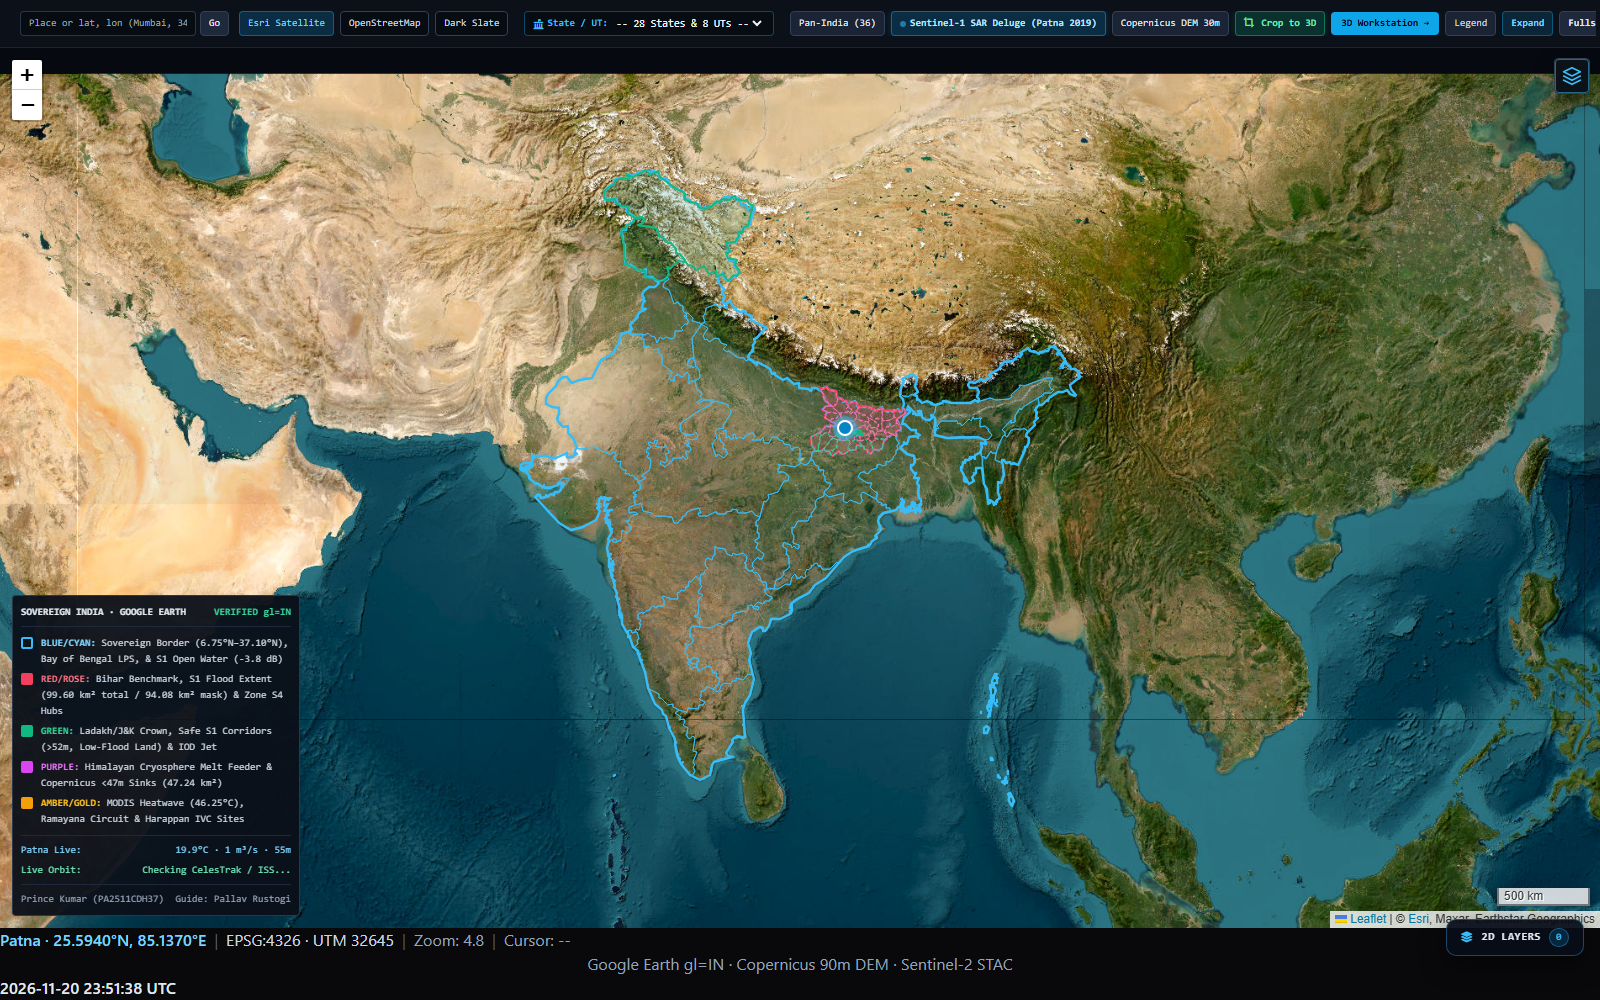 Place or lat, lon (Mumbai, 34 Go Esri Satellite OpenStreetMap Dark Slate State / UT: -- 28 States & 8 UTs -- Pan-India (36) Sentinel-1 SAR Deluge (Patna 2019) Copernicus DEM 30m Crop to 3D 3D Workstation → Legend Expand Fulls
+
−
SOVEREIGN INDIA · GOOGLE EARTH VERIFIED gl=IN
BLUE/CYAN: Sovereign Border (6.75°N–37.10°N),
Bay of Bengal LPS, & S1 Open Water (-3.8 dB)
RED/ROSE: Bihar Benchmark, S1 Flood Extent
(99.60 km² total / 94.08 km² mask) & Zone S4
Hubs
GREEN: Ladakh/J&K Crown, Safe S1 Corridors
(>52m, Low-Flood Land) & IOD Jet
PURPLE: Himalayan Cryosphere Melt Feeder &
Copernicus <47m Sinks (47.24 km²)
AMBER/GOLD: MODIS Heatwave (46.25°C),
Ramayana Circuit & Harappan IVC Sites
Patna Live: 19.9°C · 1 m³/s · 55m
Live Orbit: Checking CelesTrak / ISS...
Prince Kumar (PA2511CDH37) Guide: Pallav Rustogi
500 km
Leaflet | © Esri, Maxar, Earthstar Geographics
2D LAYERS 0
Patna · 25.5940°N, 85.1370°E | EPSG:4326 · UTM 32645 | Zoom: 4.8 | Cursor: --
Google Earth gl=IN · Copernicus 90m DEM · Sentinel-2 STAC
2026-11-20 23:51:38 UTC